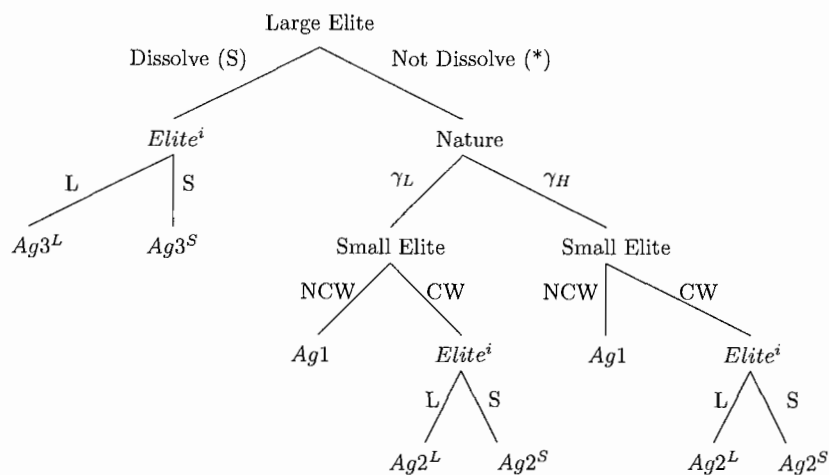 Large Elite
Dissolve (S) Not Dissolve (*)
Elite^i Nature
L S γ_L γ_H
Ag3^L Ag3^S Small Elite Small Elite
NCW CW NCW CW
Ag1 Elite^i Ag1 Elite^i
L S L S
Ag2^L Ag2^S Ag2^L Ag2^S